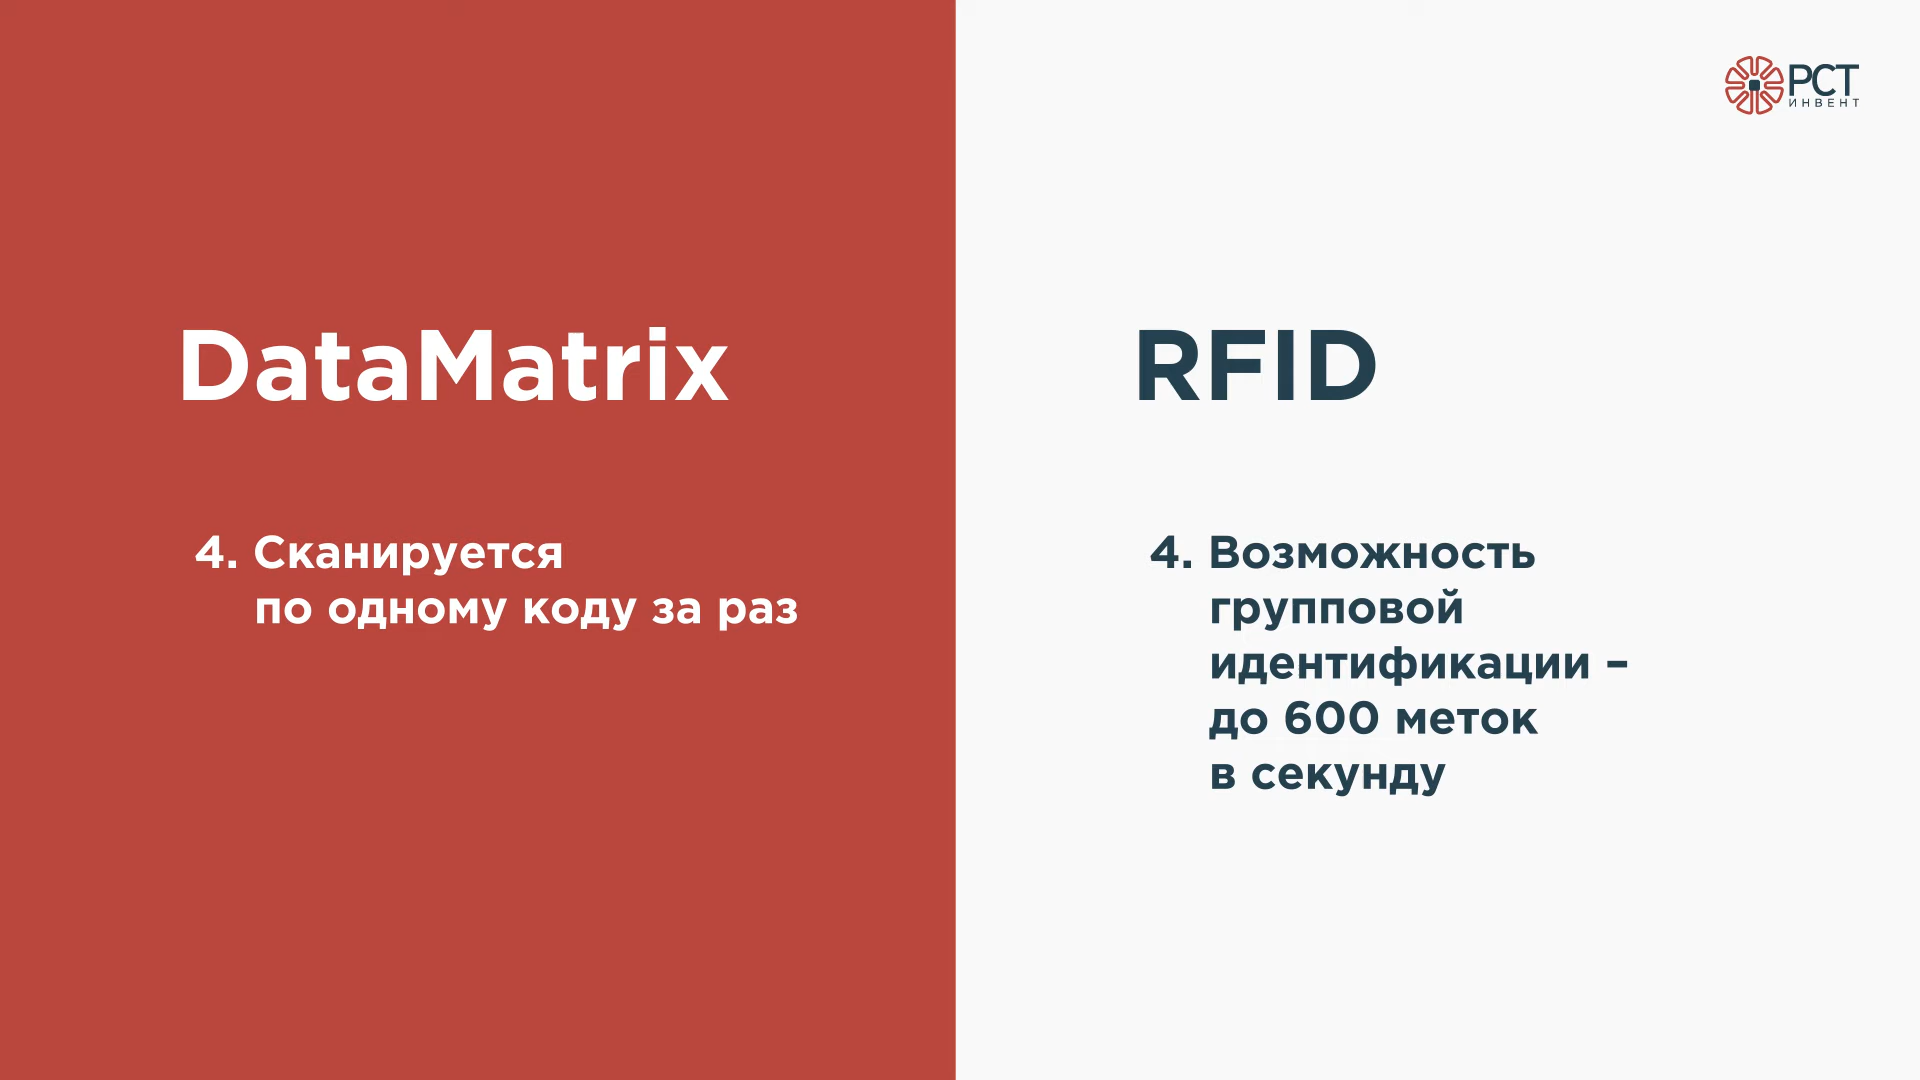 РСТ
ИНВЕНТ
DataMatrix
4. Сканируется
по одному коду за раз
RFID
4. Возможность
групповой
идентификации –
до 600 меток
в секунду